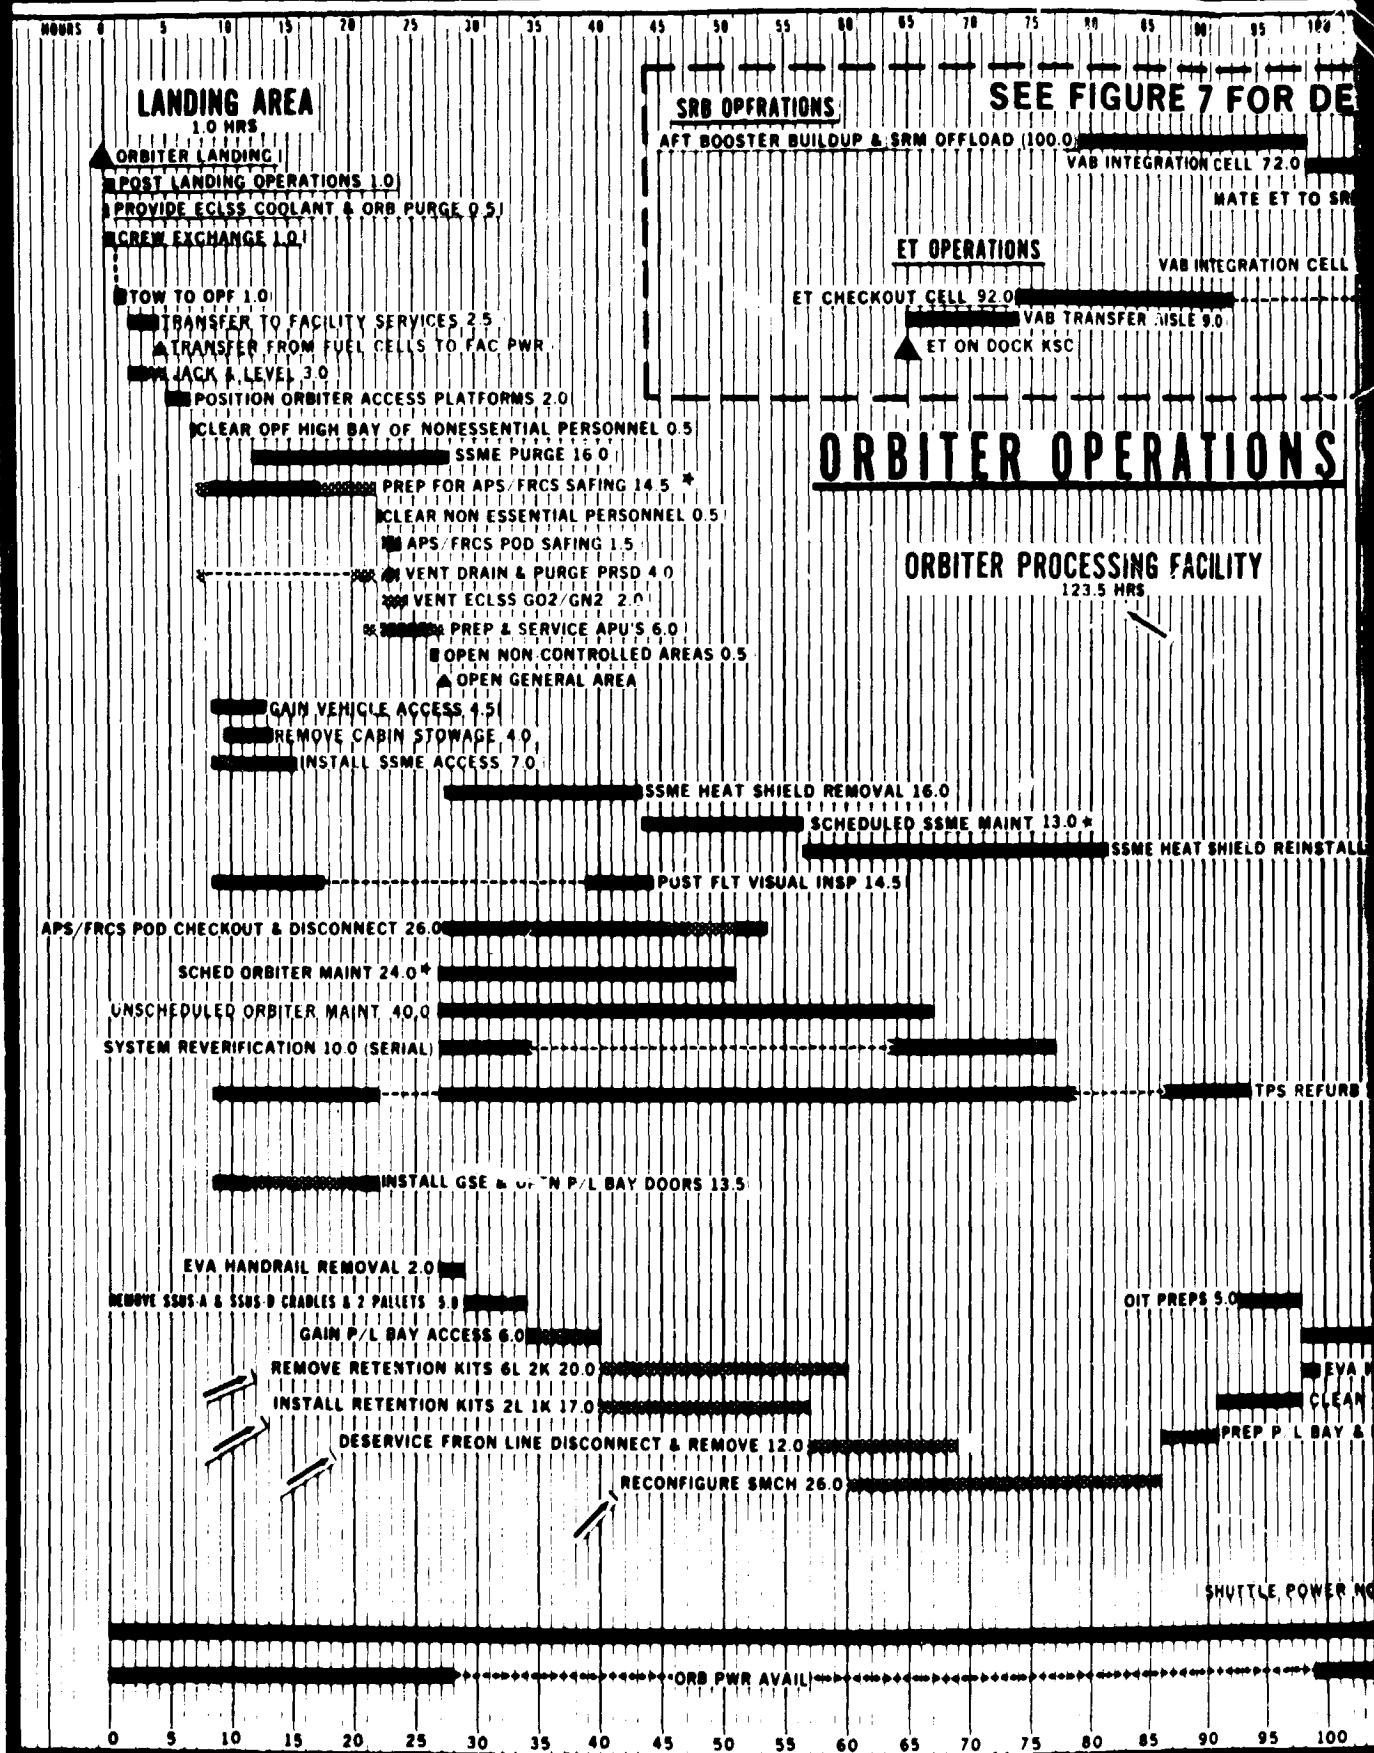 HOURS 0 5 10 15 20 25 30 35 40 45 50 55 60 65 70 75 80 85 90 95 100
LANDING AREA
1.0 HRS
ORBITER LANDING
POST LANDING OPERATIONS 1.0
PROVIDE ECLSS COOLANT & ORB PURGE 0.5
CREW EXCHANGE 1.0
TOW TO OPF 1.0
TRANSFER TO FACILITY SERVICES 2.5
TRANSFER FROM FUEL CELLS TO FAC PWR
JACK & LEVEL 3.0
POSITION ORBITER ACCESS PLATFORMS 2.0
CLEAR OPF HIGH BAY OF NONESSENTIAL PERSONNEL 0.5
SSME PURGE 16.0
PREP FOR APS/FRCS SAFING 14.5 *
CLEAR NON ESSENTIAL PERSONNEL 0.5
APS/FRCS POD SAFING 1.5
VENT DRAIN & PURGE PRSD 4.0
VENT ECLSS GO2/GN2 2.0
PREP & SERVICE APU'S 6.0
OPEN NON CONTROLLED AREAS 0.5
OPEN GENERAL AREA
GAIN VEHICLE ACCESS 4.5
REMOVE CABIN STOWAGE 4.0
INSTALL SSME ACCESS 7.0
SEE FIGURE 7 FOR DE
SRB OPERATIONS
AFT BOOSTER BUILDUP & SRM OFFLOAD (100.0)
VAB INTEGRATION CELL 72.0
MATE ET TO SR
ET OPERATIONS
VAB INTEGRATION CELL
ET CHECKOUT CELL 92.0
VAB TRANSFER AISLE 9.0
ET ON DOCK KSC
ORBITER OPERATIONS
ORBITER PROCESSING FACILITY
123.5 HRS
SSME HEAT SHIELD REMOVAL 16.0
SCHEDULED SSME MAINT 13.0 *
SSME HEAT SHIELD REINSTALL
POST FLT VISUAL INSP 14.5
APS/FRCS POD CHECKOUT & DISCONNECT 26.0
SCHED ORBITER MAINT 24.0 *
UNSCHEDULED ORBITER MAINT 40.0
SYSTEM REVERIFICATION 10.0 (SERIAL)
TPS REFURB
INSTALL GSE & P/L BAY DOORS 13.5
EVA HANDRAIL REMOVAL 2.0
REMOVE SSUS-A & SSUS-D CRADLES & 2 PALLETS 5.0
OIT PREPS 5.0
GAIN P/L BAY ACCESS 6.0
REMOVE RETENTION KITS 6L 2K 20.0
EVA
INSTALL RETENTION KITS 2L 1K 17.0
CLEAN
DESERVICE FREON LINE DISCONNECT & REMOVE 12.0
PREP P/L BAY &
RECONFIGURE SMCH 26.0
SHUTTLE POWER
ORB PWR AVAIL
0 5 10 15 20 25 30 35 40 45 50 55 60 65 70 75 80 85 90 95 100